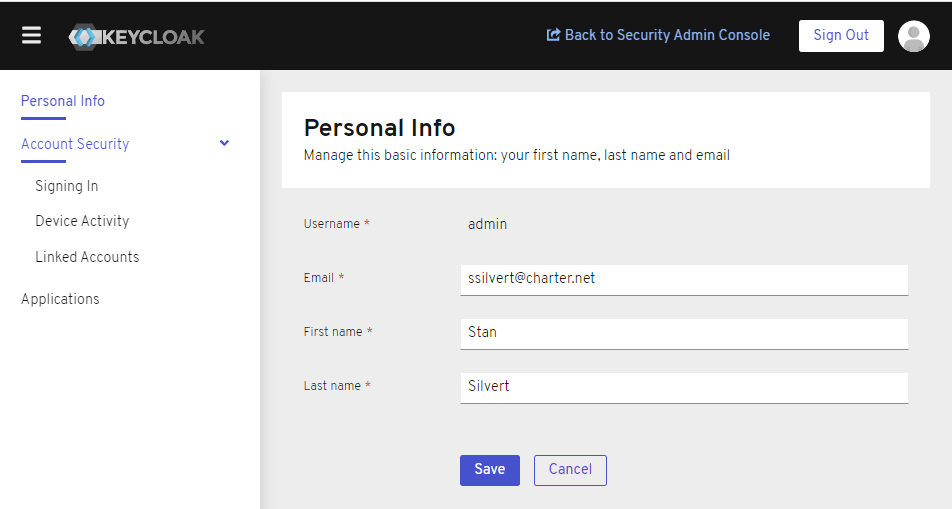 KEYCLOAK
Back to Security Admin Console
Sign Out
Personal Info
Account Security
Signing In
Device Activity
Linked Accounts
Applications
Personal Info
Manage this basic information: your first name, last name and email
Username * admin
Email * ssilvert@charter.net
First name * Stan
Last name * Silvert
Save Cancel